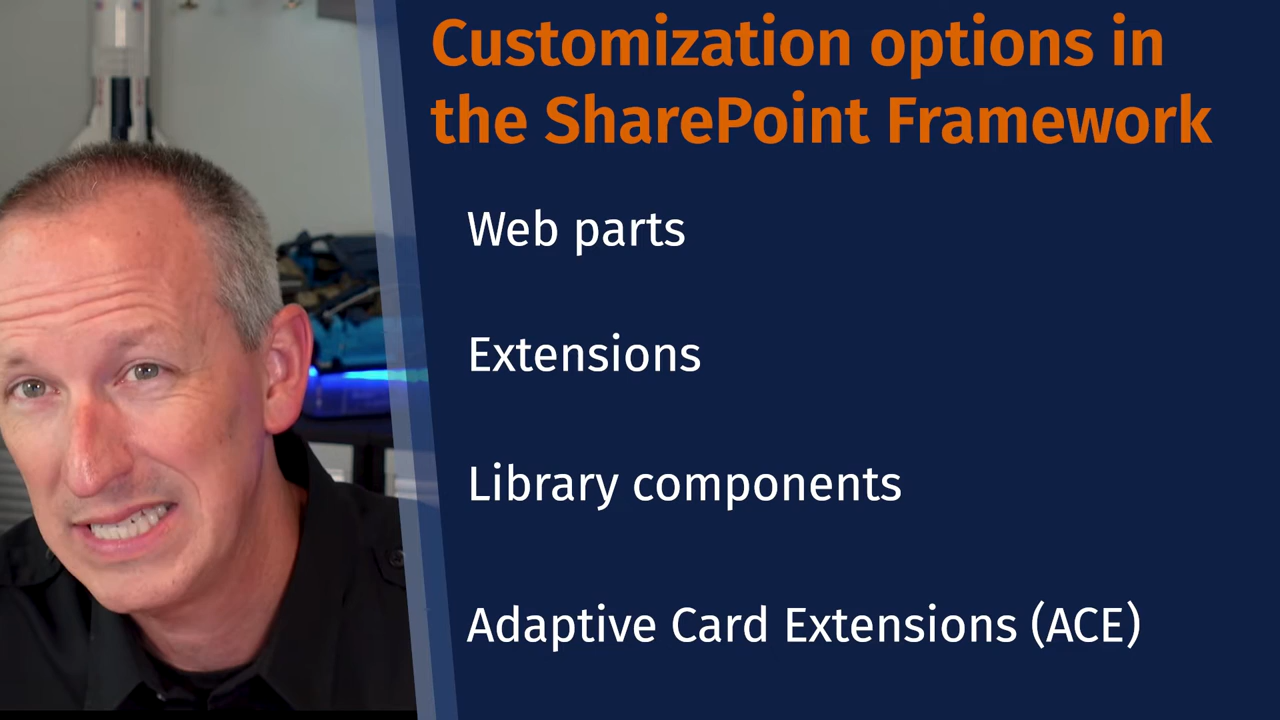 Customization options in
the SharePoint Framework
Web parts
Extensions
Library components
Adaptive Card Extensions (ACE)